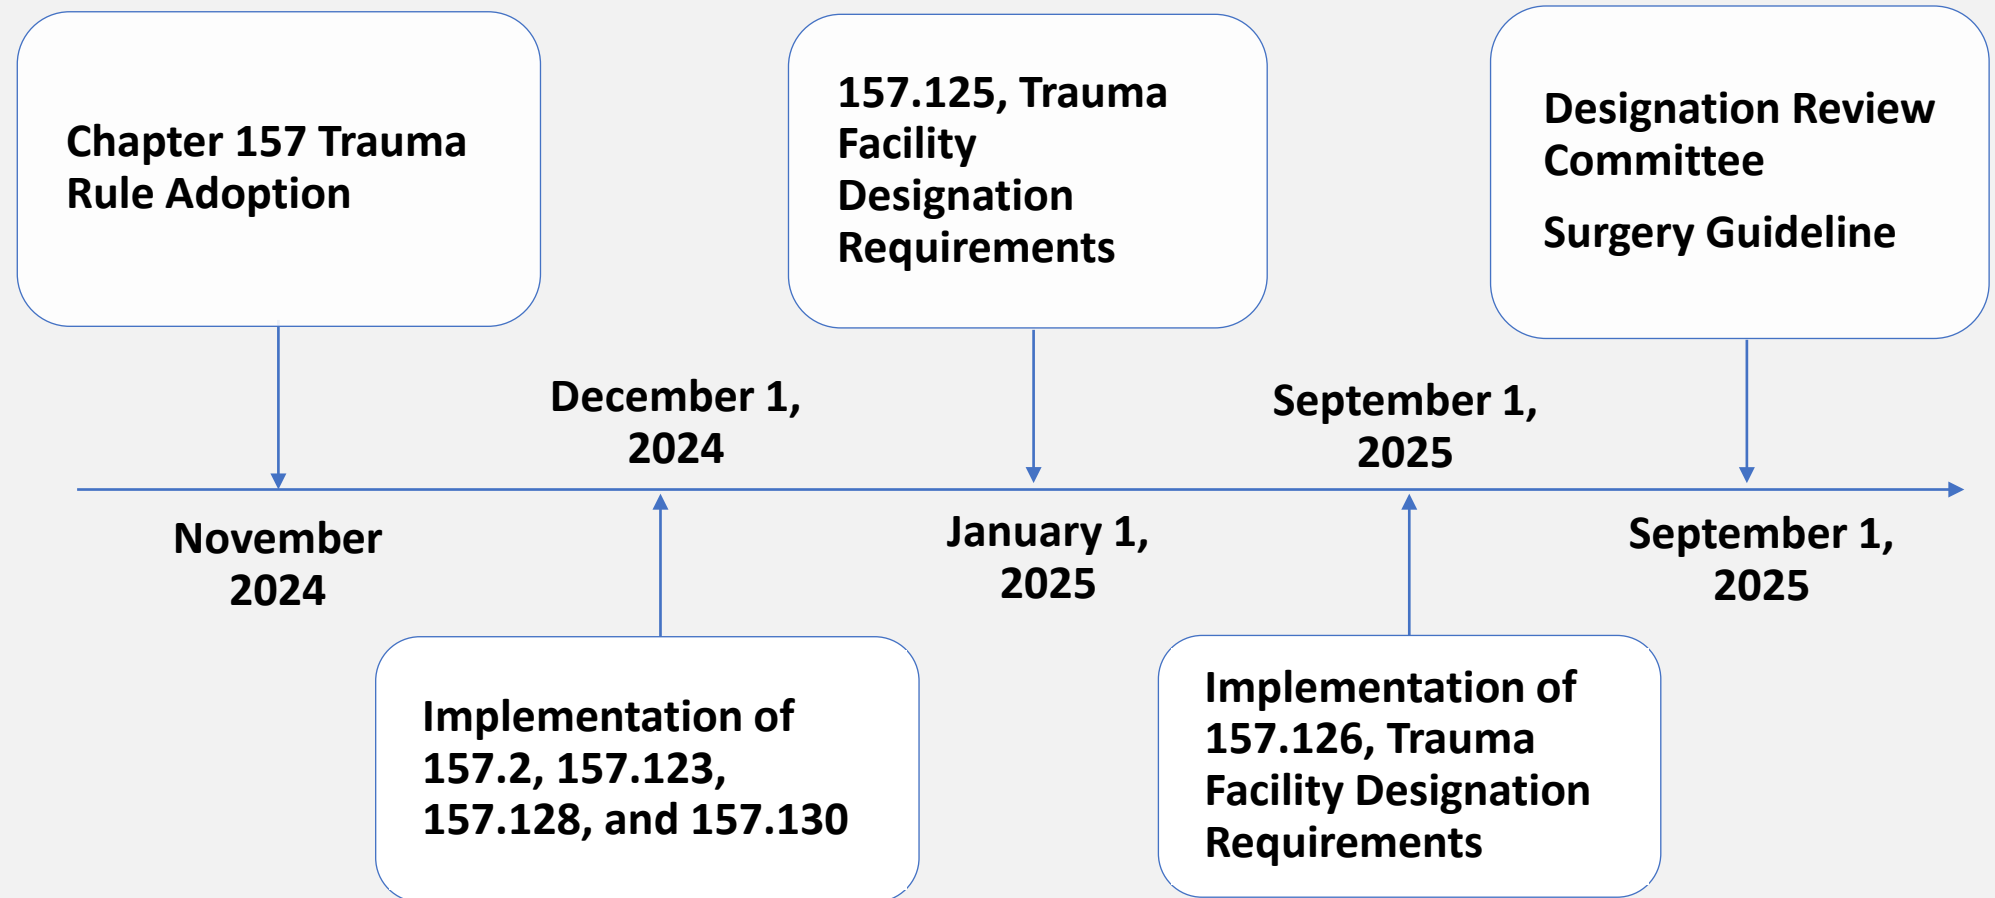 Chapter 157 Trauma
Rule Adoption
157.125, Trauma
Facility
Designation
Requirements
Designation Review
Committee
Surgery Guideline
December 1,
2024
September 1,
2025
November
2024
January 1,
2025
September 1,
2025
Implementation of
157.2, 157.123,
157.128, and 157.130
Implementation of
157.126, Trauma
Facility Designation
Requirements